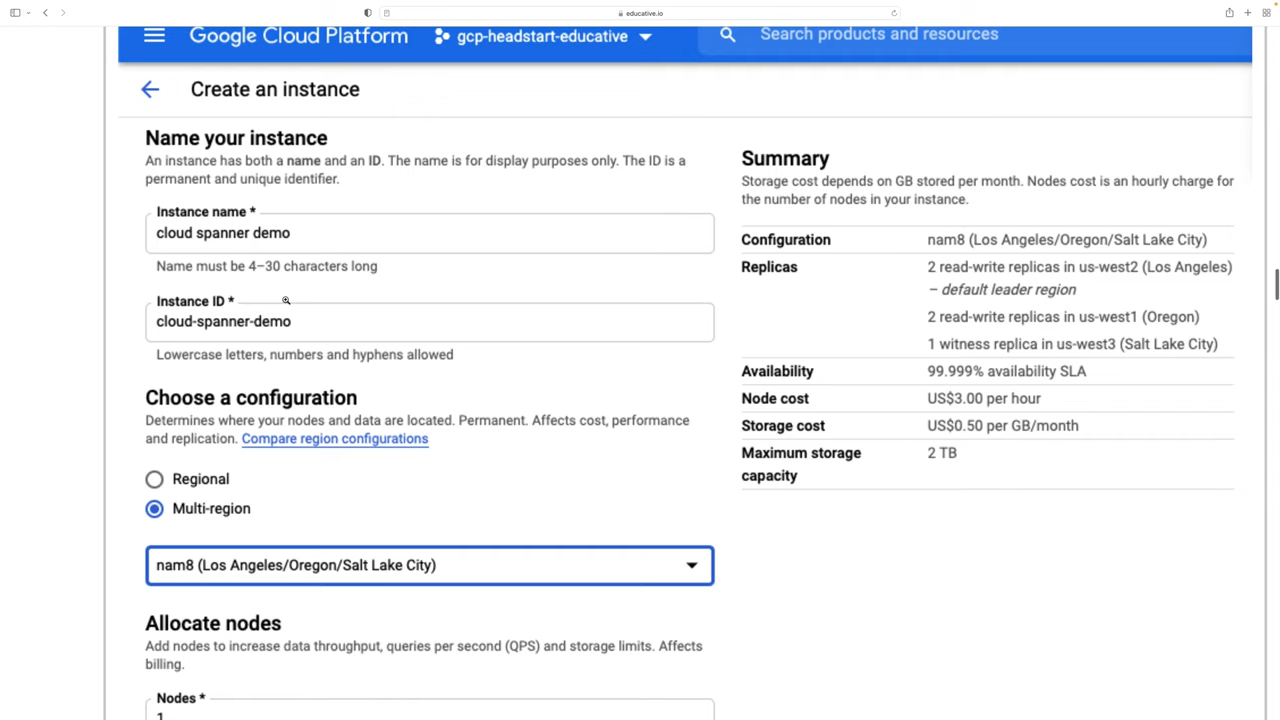 educative.io
Google Cloud Platform
gcp-headstart-educative
Search products and resources
Create an instance
Name your instance
An instance has both a name and an ID. The name is for display purposes only. The ID is a
permanent and unique identifier.
Instance name *
cloud spanner demo
Name must be 4–30 characters long
Instance ID *
cloud-spanner-demo
Lowercase letters, numbers and hyphens allowed
Choose a configuration
Determines where your nodes and data are located. Permanent. Affects cost, performance
and replication. Compare region configurations
Regional
Multi-region
nam8 (Los Angeles/Oregon/Salt Lake City)
Allocate nodes
Add nodes to increase data throughput, queries per second (QPS) and storage limits. Affects
billing.
Nodes *
1
Summary
Storage cost depends on GB stored per month. Nodes cost is an hourly charge for
the number of nodes in your instance.
Configuration nam8 (Los Angeles/Oregon/Salt Lake City)
Replicas 2 read-write replicas in us-west2 (Los Angeles)
– default leader region
2 read-write replicas in us-west1 (Oregon)
1 witness replica in us-west3 (Salt Lake City)
Availability 99.999% availability SLA
Node cost US$3.00 per hour
Storage cost US$0.50 per GB/month
Maximum storage 2 TB
capacity